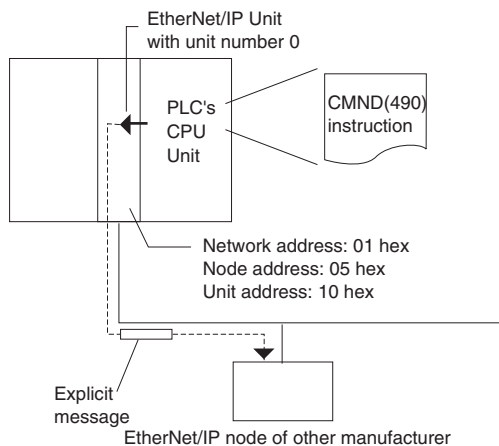 EtherNet/IP Unit
with unit number 0
PLC's
CPU
Unit
CMND(490)
instruction
Network address: 01 hex
Node address: 05 hex
Unit address: 10 hex
Explicit
message
EtherNet/IP node of other manufacturer